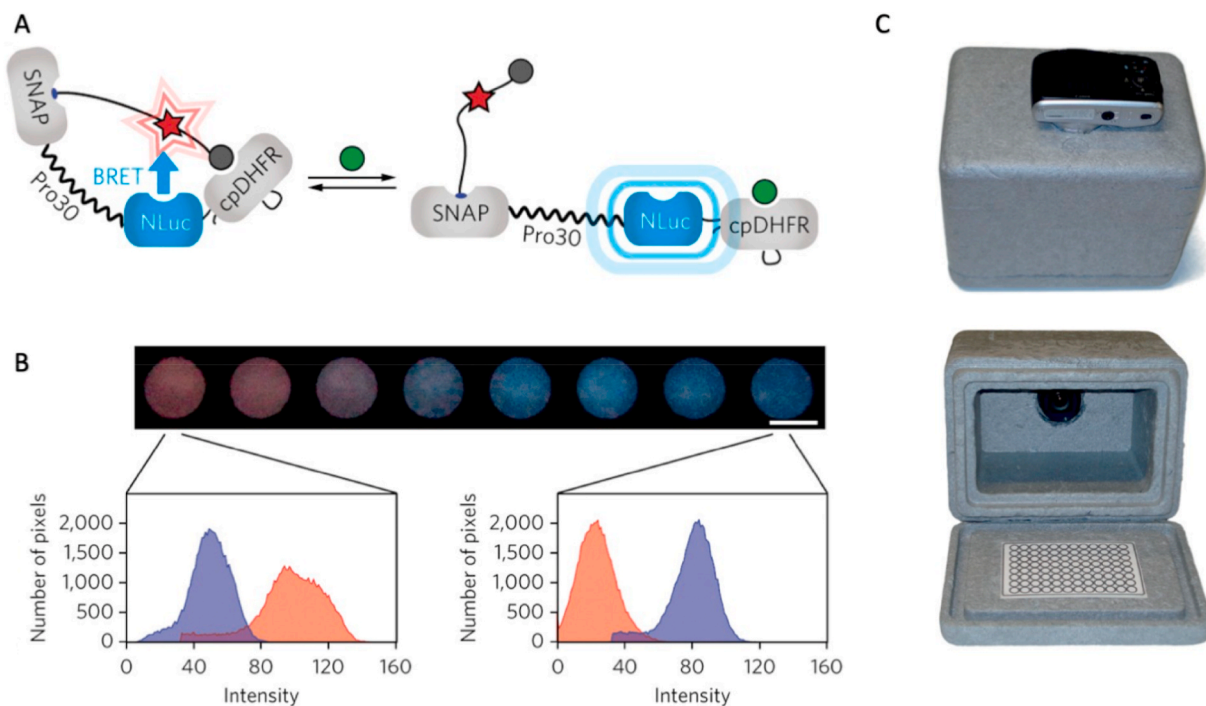 A
SNAP
BRET
Pro30
NLuc
cpDHFR
SNAP
Pro30
NLuc
cpDHFR
B
Number of pixels
2,000
1,500
1,000
500
0
0 40 80 120 160
Intensity
Number of pixels
2,000
1,500
1,000
500
0
0 40 80 120 160
Intensity
C